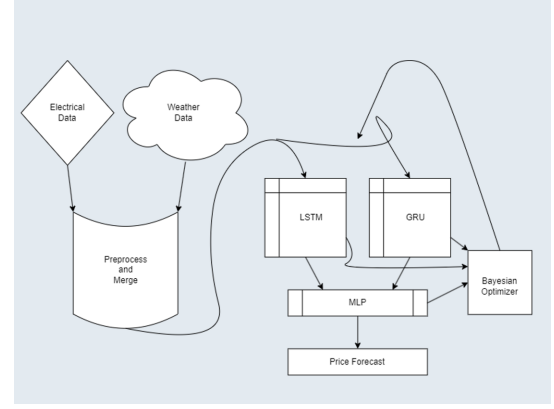 Electrical
Data
Weather
Data
Preprocess
and
Merge
LSTM
GRU
MLP
Bayesian
Optimizer
Price Forecast